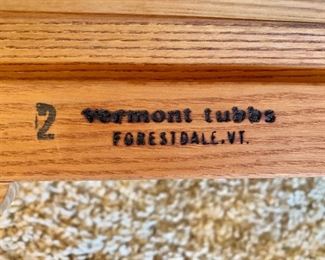 2 vermont tubbs
FORESTDALE, VT.